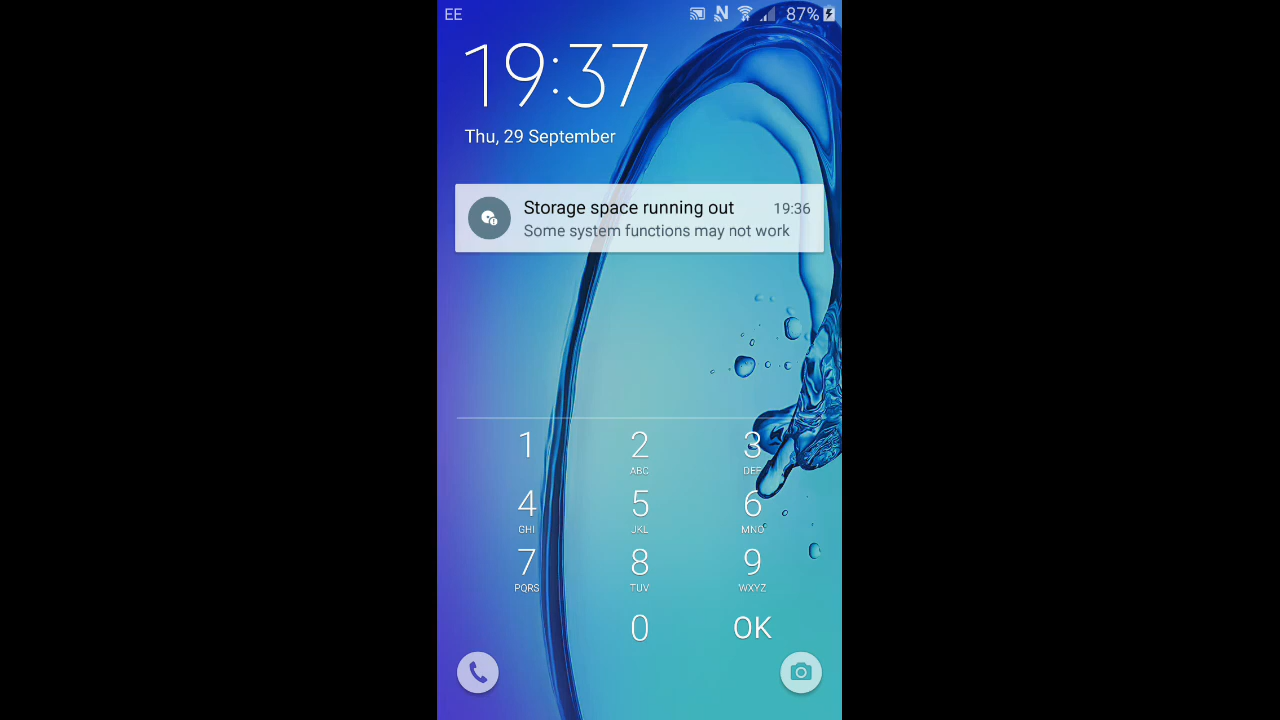 EE 87%
19:37
Thu, 29 September
Storage space running out 19:36
Some system functions may not work
1 2 3
ABC DEF
4 5 6
GHI JKL MNO
7 8 9
PQRS TUV WXYZ
0 OK